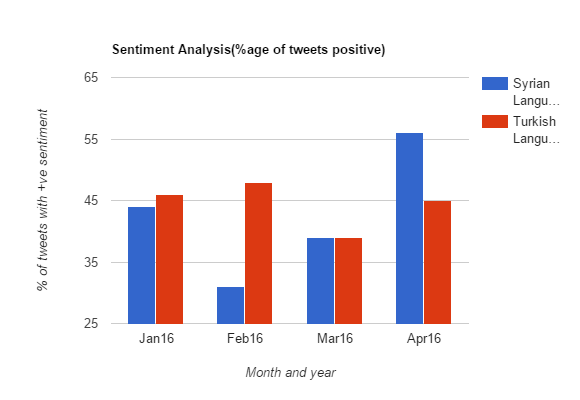 Sentiment Analysis(%age of tweets positive)
65
55
45
35
25
% of tweets with +ve sentiment
Jan16 Feb16 Mar16 Apr16
Month and year
Syrian
Langu…
Turkish
Langu…